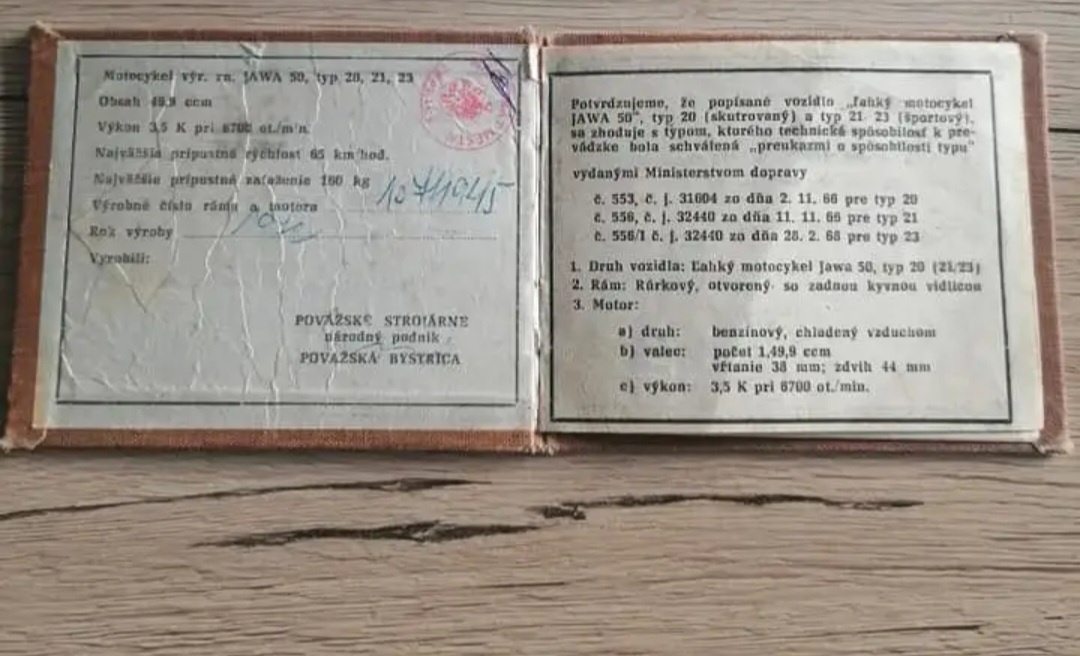 Motocykel výr. zn. JAWA 50, typ 20, 21, 23
Obsah 49,9 ccm
Výkon 3,5 K pri 6700 ot./min.
Najväčšia prípustná rýchlosť 65 km/hod.
Najväčšie prípustné zaťaženie 160 kg
Výrobné číslo rámu a motora
Rok výroby
Vyrobili:
POVAŽSKÉ STROJÁRNE
národný podnik
POVAŽSKÁ BYSTRICA
Potvrdzujeme, že popísané vozidlo „ľahký motocykel
JAWA 50", typ 20 (skutrovaný) a typ 21 23 (športový),
sa zhoduje s typom, ktorého technická spôsobilosť k pre-
vádzke bola schválená „preukazmi o spôsobilosti typu"
vydanými Ministerstvom dopravy
č. 553, č. j. 31604 zo dňa 2. 11. 66 pre typ 20
č. 556, č. j. 32440 zo dňa 11. 11. 66 pre typ 21
č. 556/1 č. j. 32440 zo dňa 28. 2. 68 pre typ 23
1. Druh vozidla: Ľahký motocykel Jawa 50, typ 20 (21/23)
2. Rám: Rúrkový, otvorený so zadnou kyvnou vidlicou
3. Motor:
a) druh: benzínový, chladený vzduchom
b) valec: počet 1,49,9 ccm
vŕtanie 38 mm; zdvih 44 mm
c) výkon: 3,5 K pri 6700 ot./min.